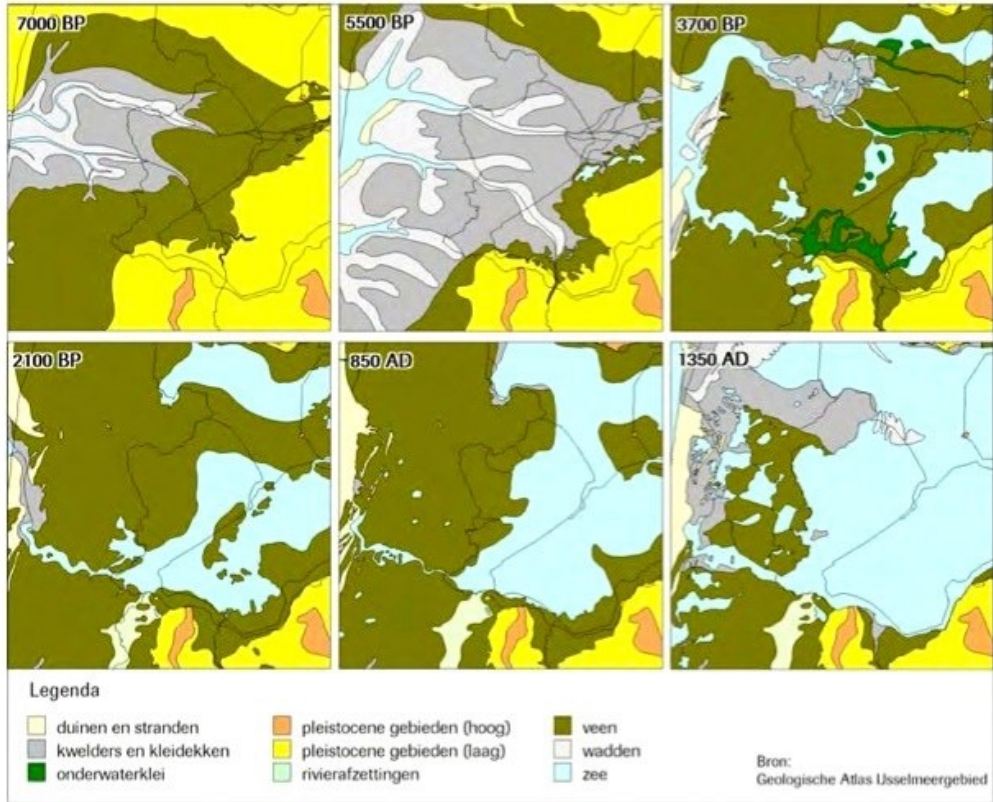 7000 BP
5500 BP
3700 BP
2100 BP
850 AD
1350 AD
Legenda
duinen en stranden
kwelders en kleidekken
onderwaterklei
pleistocene gebieden (hoog)
pleistocene gebieden (laag)
rivierafzettingen
veen
wadden
zee
Bron:
Geologische Atlas IJsselmeergebied